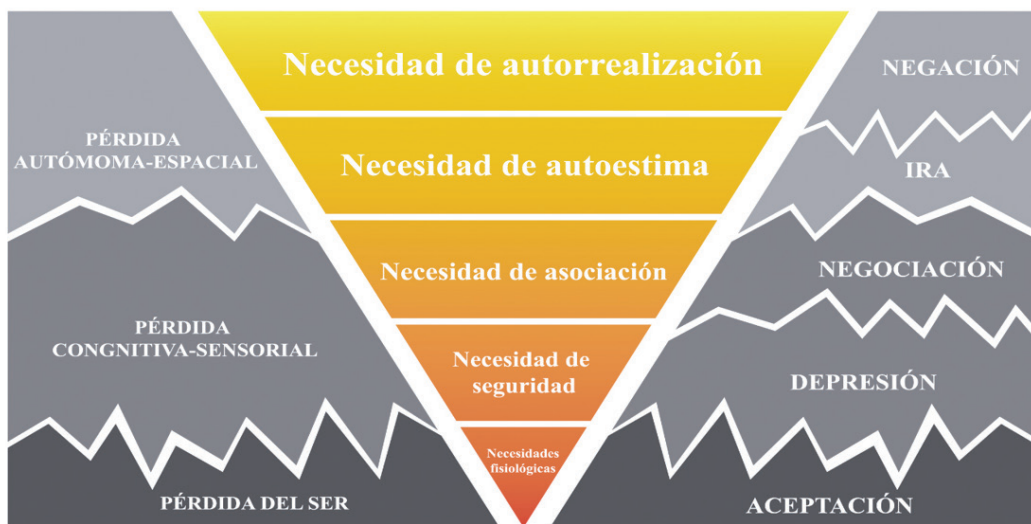 PÉRDIDA
AUTÓMOMA-ESPACIAL
PÉRDIDA
CONGNITIVA-SENSORIAL
PÉRDIDA DEL SER
Necesidad de autorrealización
Necesidad de autoestima
Necesidad de asociación
Necesidad de
seguridad
Necesidades
fisiológicas
NEGACIÓN
IRA
NEGOCIACIÓN
DEPRESIÓN
ACEPTACIÓN